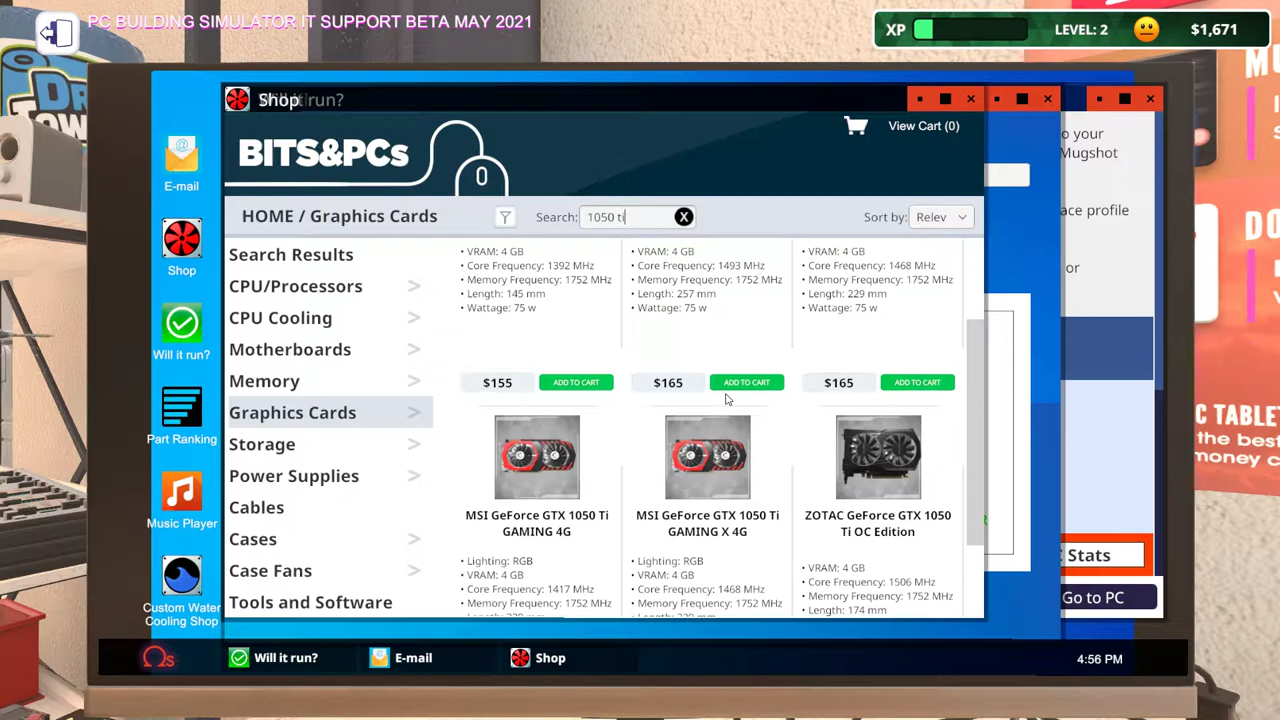 PC BUILDING SIMULATOR IT SUPPORT BETA MAY 2021
XP
LEVEL: 2
$1,671
Shop
BITS&PCs
View Cart (0)
HOME / Graphics Cards
Search:
1050 ti
X
Sort by:
Relev
Search Results
CPU/Processors >
CPU Cooling >
Motherboards >
Memory >
Graphics Cards >
Storage >
Power Supplies >
Cables
Cases >
Case Fans >
Tools and Software
• VRAM: 4 GB
• Core Frequency: 1392 MHz
• Memory Frequency: 1752 MHz
• Length: 145 mm
• Wattage: 75 w
$155
ADD TO CART
• VRAM: 4 GB
• Core Frequency: 1493 MHz
• Memory Frequency: 1752 MHz
• Length: 257 mm
• Wattage: 75 w
$165
ADD TO CART
• VRAM: 4 GB
• Core Frequency: 1468 MHz
• Memory Frequency: 1752 MHz
• Length: 229 mm
• Wattage: 75 w
$165
ADD TO CART
MSI GeForce GTX 1050 Ti
GAMING 4G
• Lighting: RGB
• VRAM: 4 GB
• Core Frequency: 1417 MHz
• Memory Frequency: 1752 MHz
MSI GeForce GTX 1050 Ti
GAMING X 4G
• Lighting: RGB
• VRAM: 4 GB
• Core Frequency: 1468 MHz
• Memory Frequency: 1752 MHz
ZOTAC GeForce GTX 1050
Ti OC Edition
• VRAM: 4 GB
• Core Frequency: 1506 MHz
• Memory Frequency: 1752 MHz
• Length: 174 mm
E-mail
Shop
Will it run?
Part Ranking
Music Player
Custom Water
Cooling Shop
o your
Mugshot
ace profile
or
Stats
Go to PC
C TABLET
the best
money c
Will it run?
E-mail
Shop
4:56 PM